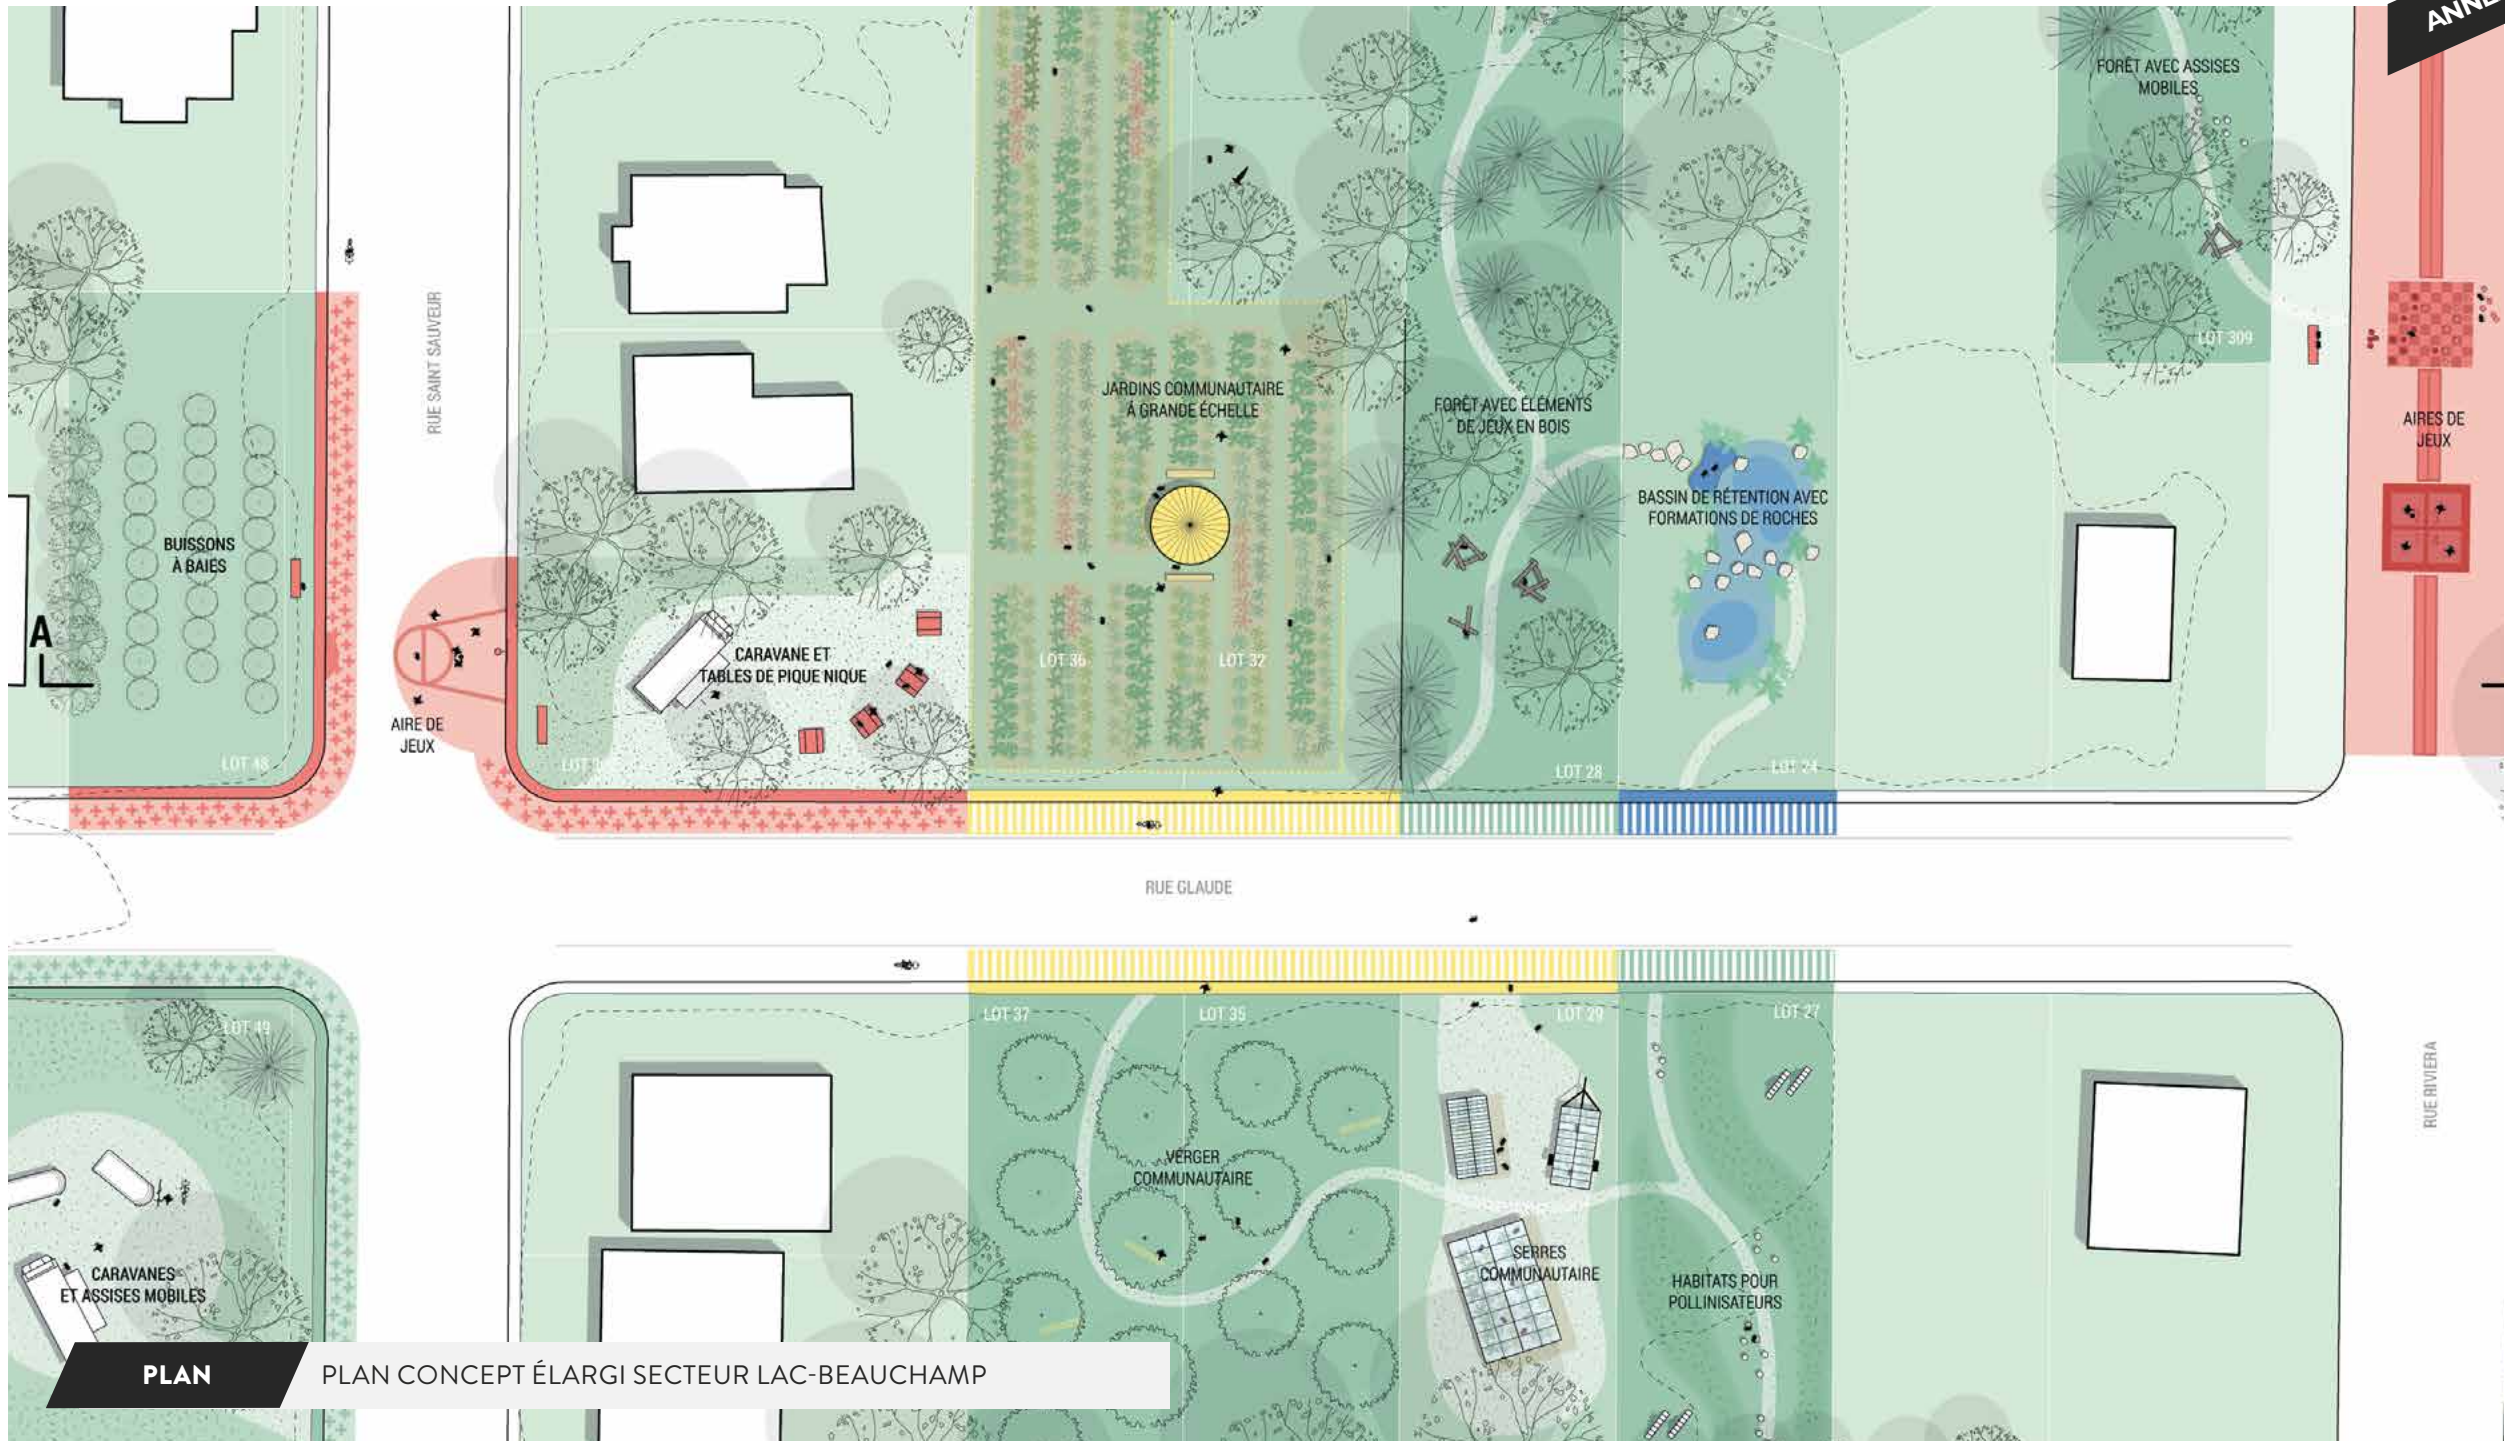 FORÊT AVEC ASSISES
MOBILES
LOT 309
RUE SAINT SAUVEUR
JARDINS COMMUNAUTAIRE
À GRANDE ÉCHELLE
FORÊT AVEC ÉLÉMENTS
DE JEUX EN BOIS
AIRES DE
JEUX
BASSIN DE RÉTENTION AVEC
FORMATIONS DE ROCHES
BUISSONS
À BAIES
A
CARAVANE ET
TABLES DE PIQUE NIQUE
LOT 36
LOT 32
AIRE DE
JEUX
LOT 48
LOT
LOT 28
LOT 24
RUE GLAUDE
LOT 49
LOT 37
LOT 35
LOT 29
LOT 27
RUE RIVIERA
VERGER
COMMUNAUTAIRE
SERRES
COMMUNAUTAIRE
HABITATS POUR
POLLINISATEURS
CARAVANES
ET ASSISES MOBILES
PLAN
PLAN CONCEPT ÉLARGI SECTEUR LAC-BEAUCHAMP